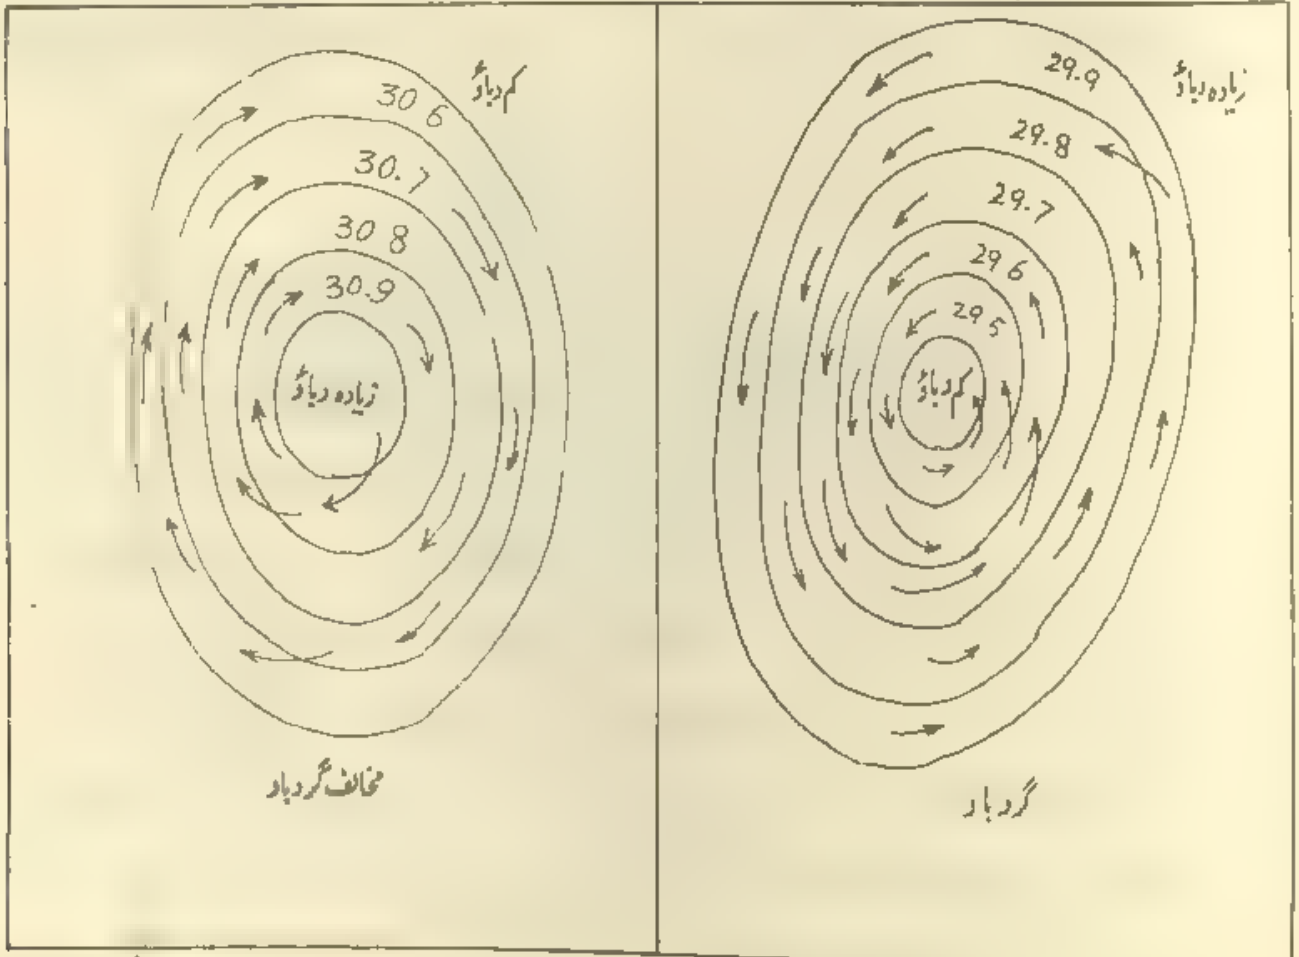 زیادہ دباؤ
29.9
29.8
29.7
29 6
29 5
کم دباؤ
گردباد
کم دباؤ
30 6
30.7
30 8
30.9
زیادہ دباؤ
مخالف گردباد